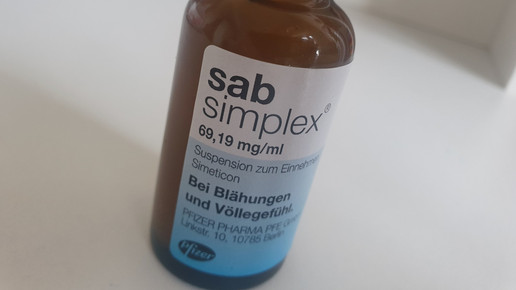 sab
simplex®
69,19 mg/ml
Suspension zum
Simeticon
Bei Blähungen
und Völlegefühl.
PFIZER PHARMA PFE
Linkstr. 10, 10785 Berlin
Pfizer